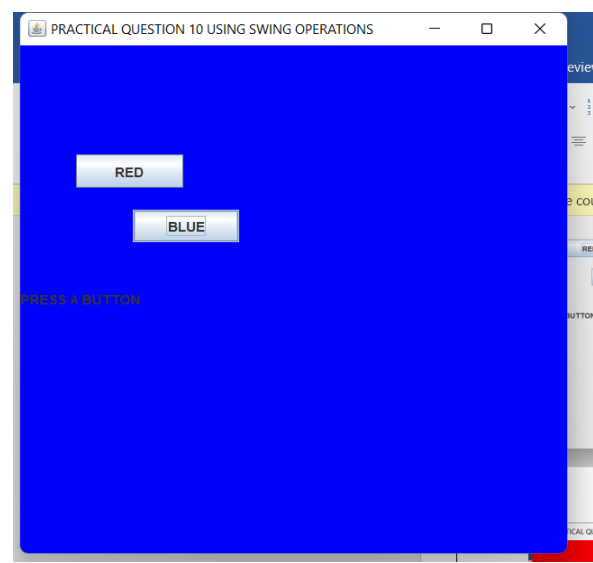 PRACTICAL QUESTION 10 USING SWING OPERATIONS
RED
BLUE
PRESS A BUTTON